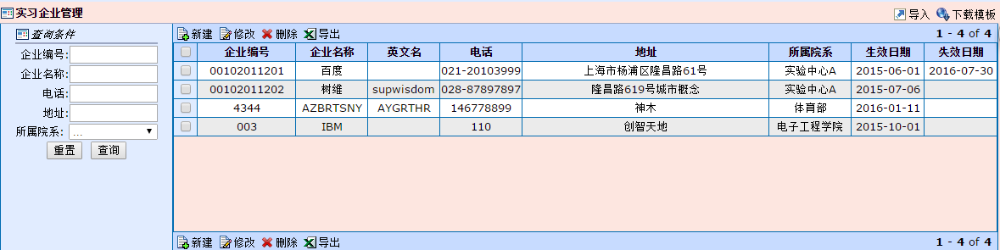 实习企业管理 导入 下载模板
查询条件
企业编号:
企业名称:
电话:
地址:
所属院系: ...
重置 查询
新建 修改 删除 导出 1 - 4 of 4
企业编号 企业名称 英文名 电话 地址 所属院系 生效日期 失效日期
00102011201 百度 021-20103999 上海市杨浦区隆昌路61号 实验中心A 2015-06-01 2016-07-30
00102011202 树维 supwisdom 028-87897897 隆昌路619号城市概念 实验中心A 2015-07-06
4344 AZBRTSNY AYGRTHR 146778899 神木 体育部 2016-01-11
003 IBM 110 创智天地 电子工程学院 2015-10-01
新建 修改 删除 导出 1 - 4 of 4